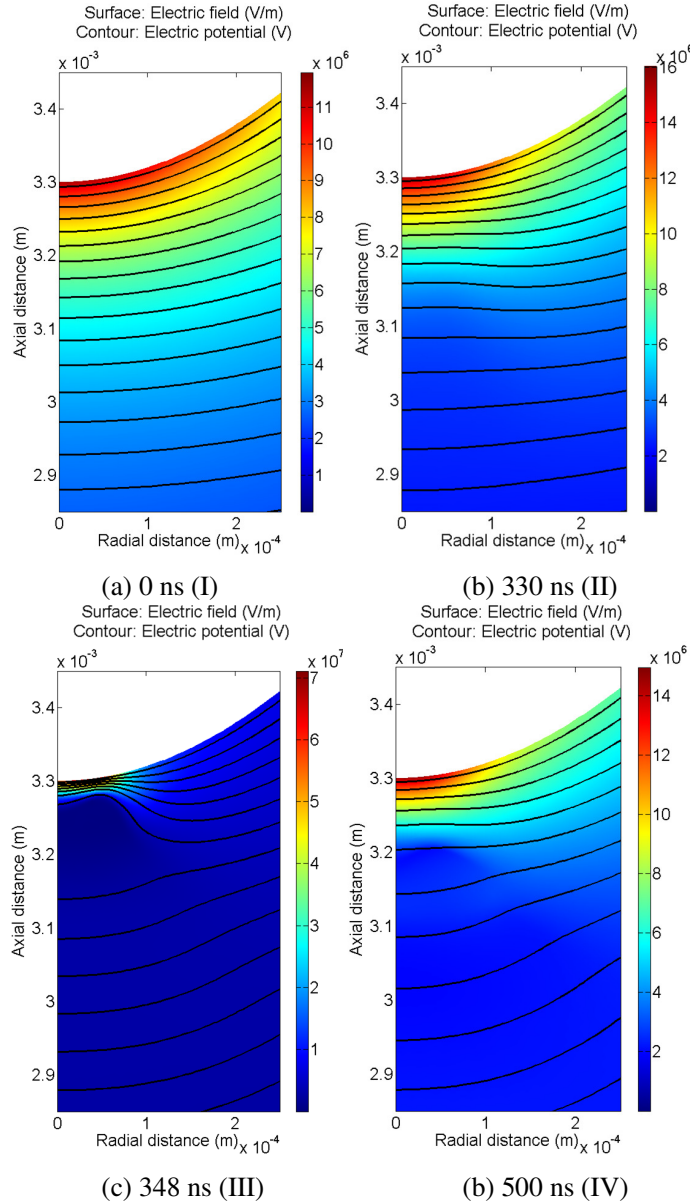 Surface: Electric field (V/m)
Contour: Electric potential (V)
x 10⁻³
x 10⁶
3.4
3.3
3.2
3.1
3
2.9
Axial distance (m)
0
1
2
Radial distance (m)
x 10⁻⁴
11
10
9
8
7
6
5
4
3
2
1
(a) 0 ns (I)
Surface: Electric field (V/m)
Contour: Electric potential (V)
x 10⁻³
x 10⁶
3.4
3.3
3.2
3.1
3
2.9
Axial distance (m)
0
1
2
Radial distance (m)
x 10⁻⁴
16
14
12
10
8
6
4
2
(b) 330 ns (II)
Surface: Electric field (V/m)
Contour: Electric potential (V)
x 10⁻³
x 10⁷
3.4
3.3
3.2
3.1
3
2.9
Axial distance (m)
0
1
2
Radial distance (m)
x 10⁻⁴
7
6
5
4
3
2
1
(c) 348 ns (III)
Surface: Electric field (V/m)
Contour: Electric potential (V)
x 10⁻³
x 10⁶
3.4
3.3
3.2
3.1
3
2.9
Axial distance (m)
0
1
2
Radial distance (m)
x 10⁻⁴
14
12
10
8
6
4
2
(b) 500 ns (IV)